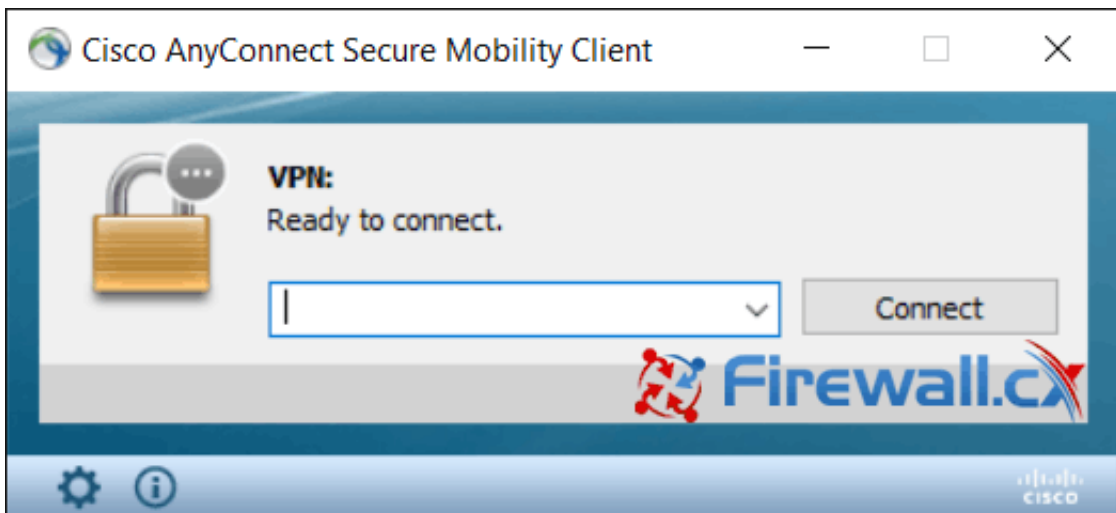 Cisco AnyConnect Secure Mobility Client
VPN:
Ready to connect.
Connect
Firewall.cx
CISCO